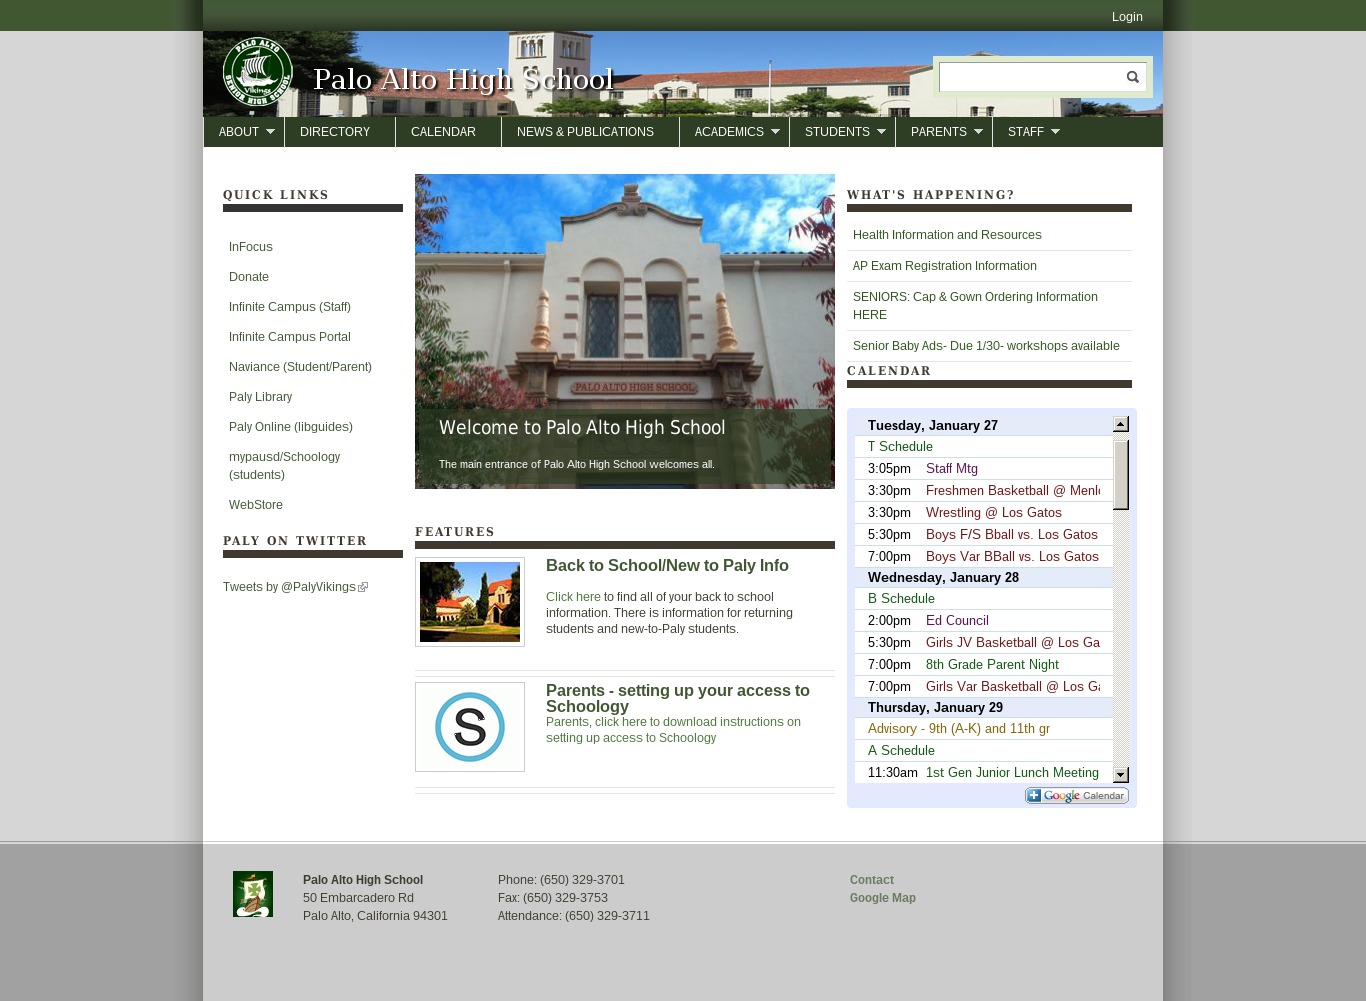 Login
PALO ALTO
Vikings
SENIOR HIGH SCHOOL
Palo Alto High School
ABOUT
DIRECTORY
CALENDAR
NEWS & PUBLICATIONS
ACADEMICS
STUDENTS
PARENTS
STAFF
QUICK LINKS
InFocus
Donate
Infinite Campus (Staff)
Infinite Campus Portal
Naviance (Student/Parent)
Paly Library
Paly Online (libguides)
mypausd/Schoology
(students)
WebStore
PALY ON TWITTER
Tweets by @PalyVikings
PALO ALTO HIGH SCHOOL
Welcome to Palo Alto High School
The main entrance of Palo Alto High School welcomes all.
FEATURES
Back to School/New to Paly Info
Click here to find all of your back to school
information. There is information for returning
students and new-to-Paly students.
S
Parents - setting up your access to
Schoology
Parents, click here to download instructions on
setting up access to Schoology
WHAT'S HAPPENING?
Health Information and Resources
AP Exam Registration Information
SENIORS: Cap & Gown Ordering Information
HERE
Senior Baby Ads- Due 1/30- workshops available
CALENDAR
Tuesday, January 27
T Schedule
3:05pm Staff Mtg
3:30pm Freshmen Basketball @ Menlo
3:30pm Wrestling @ Los Gatos
5:30pm Boys F/S Bball vs. Los Gatos
7:00pm Boys Var BBall vs. Los Gatos
Wednesday, January 28
B Schedule
2:00pm Ed Council
5:30pm Girls JV Basketball @ Los Ga
7:00pm 8th Grade Parent Night
7:00pm Girls Var Basketball @ Los Ga
Thursday, January 29
Advisory - 9th (A-K) and 11th gr
A Schedule
11:30am 1st Gen Junior Lunch Meeting
Google Calendar
Palo Alto High School
50 Embarcadero Rd
Palo Alto, California 94301
Phone: (650) 329-3701
Fax: (650) 329-3753
Attendance: (650) 329-3711
Contact
Google Map